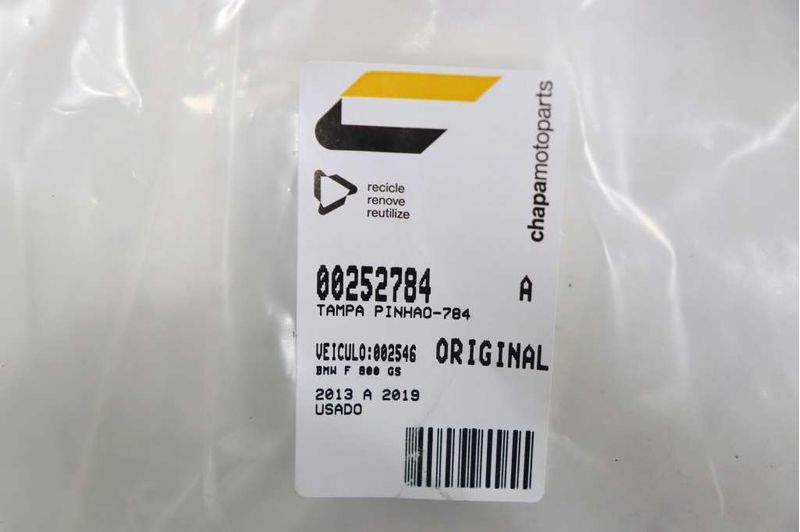 chapamotoparts
recicle
renove
reutilize
00252784 A
TAMPA PINHAO-784
VEICULO:002546 ORIGINAL
BMW F 800 GS
2013 A 2019
USADO